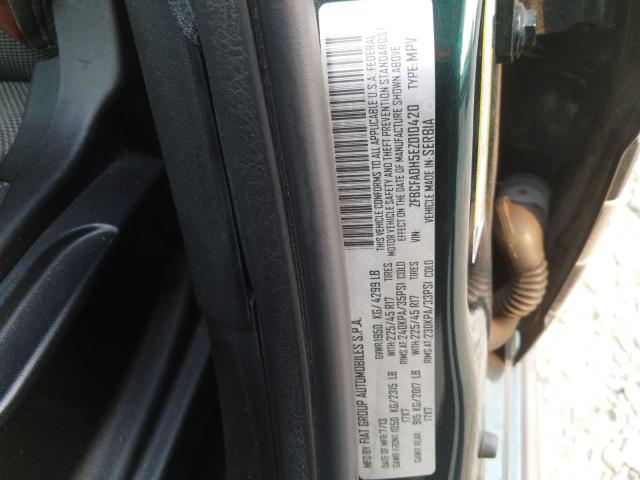 MFD BY FIAT GROUP AUTOMOBILES S.P.A.
DATE OF MFR:7/13 GVWR:1950 KG/4299 LB
GAWR FRONT:1050 KG/2315 LB WITH:225/45 R17 TIRES
17X7 RIMS AT:240KPA/35PSI COLD
GAWR REAR: 915 KG/2017 LB WITH:225/45 R17 TIRES
17X7 RIMS AT:230KPA/33PSI COLD
THIS VEHICLE CONFORMS TO ALL APPLICABLE U.S.A. FEDERAL
MOTOR VEHICLE SAFETY AND THEFT PREVENTION STANDARDS I
EFFECT ON THE DATE OF MANUFACTURE SHOWN ABOVE
VIN: ZFBCFADH5EZ010420 TYPE:MPV
VEHICLE MADE IN: SERBIA